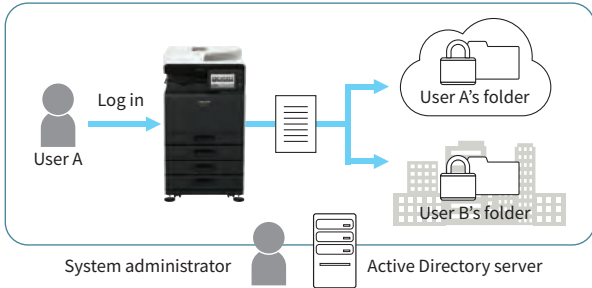 Log in
User A
User A's folder
User B's folder
System administrator
Active Directory server